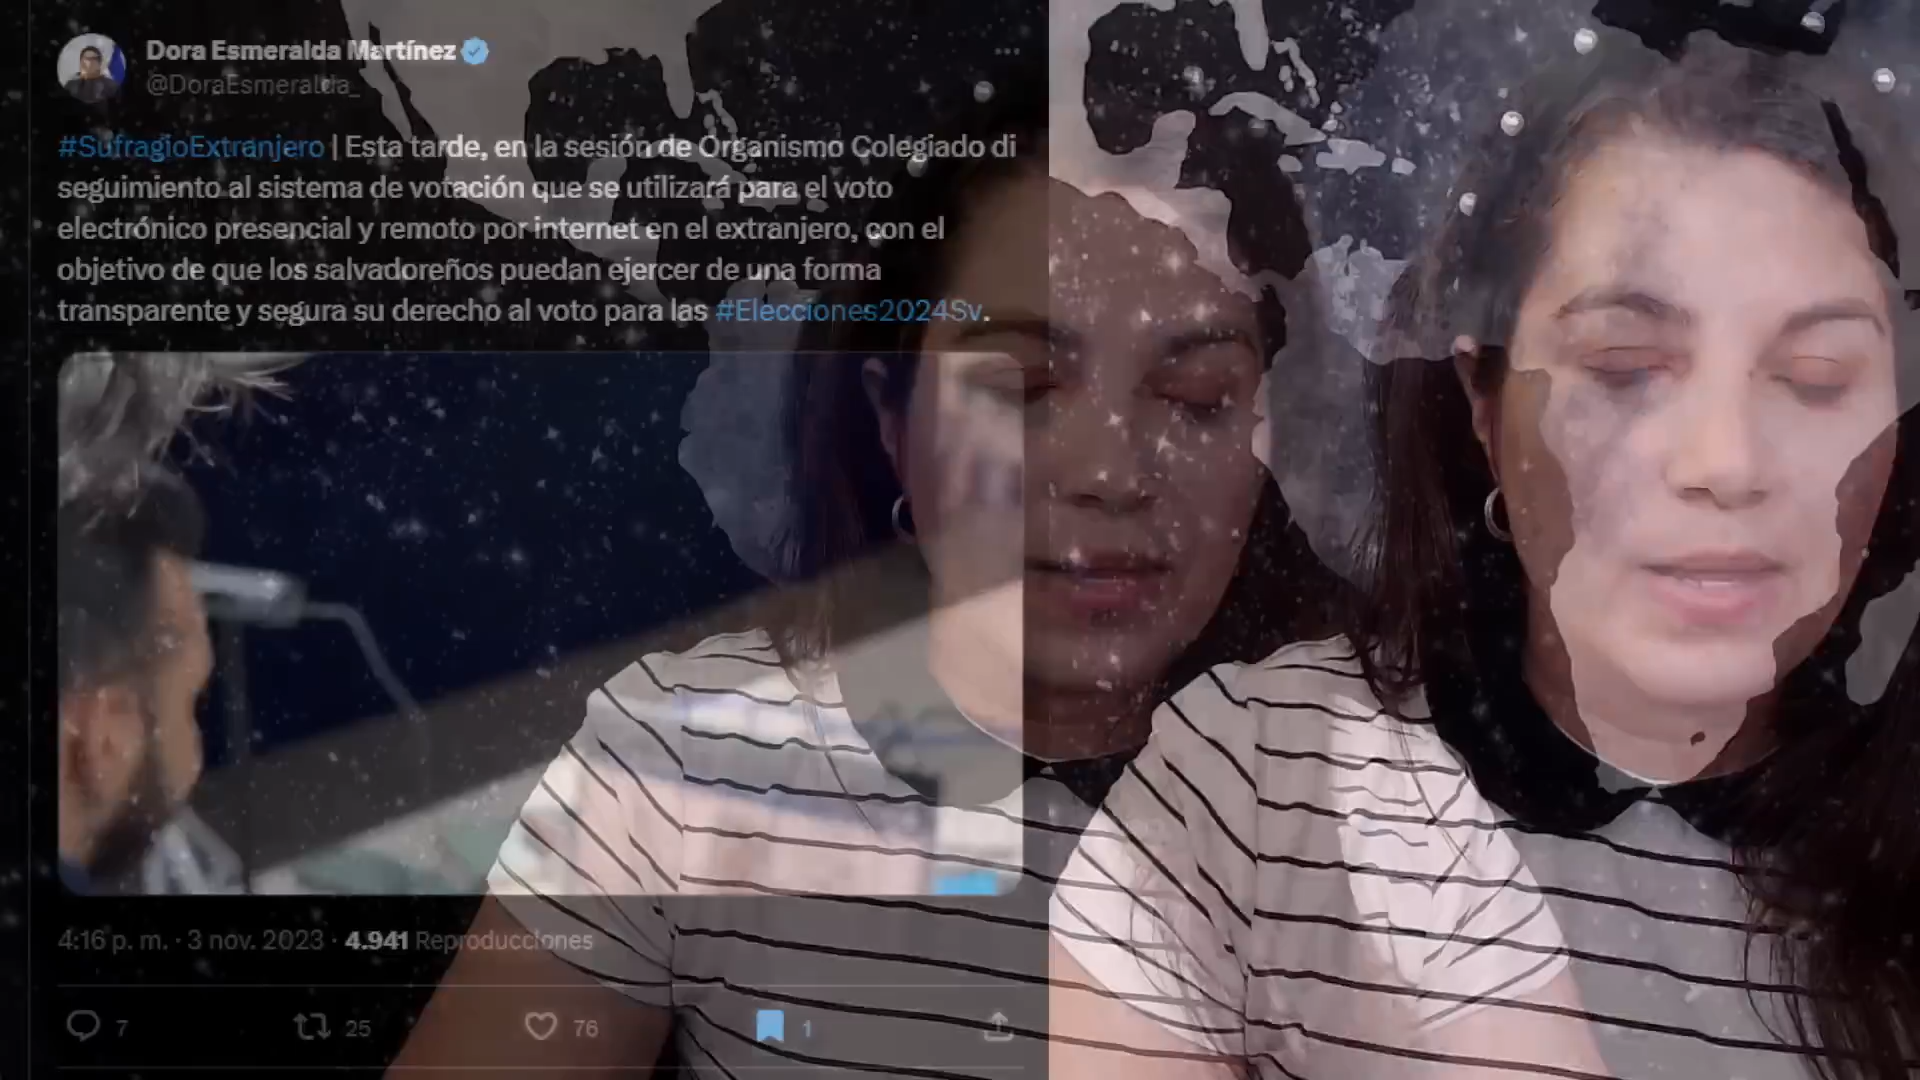 Dora Esmeralda Martínez
@DoraEsmeralda_
#SufragioExtranjero | Esta tarde, en la sesión de Organismo Colegiado di
seguimiento al sistema de votación que se utilizará para el voto
electrónico presencial y remoto por internet en el extranjero, con el
objetivo de que los salvadoreños puedan ejercer de una forma
transparente y segura su derecho al voto para las #Elecciones2024Sv.
4:16 p. m. · 3 nov. 2023 · 4.941 Reproducciones
7 25 76 1